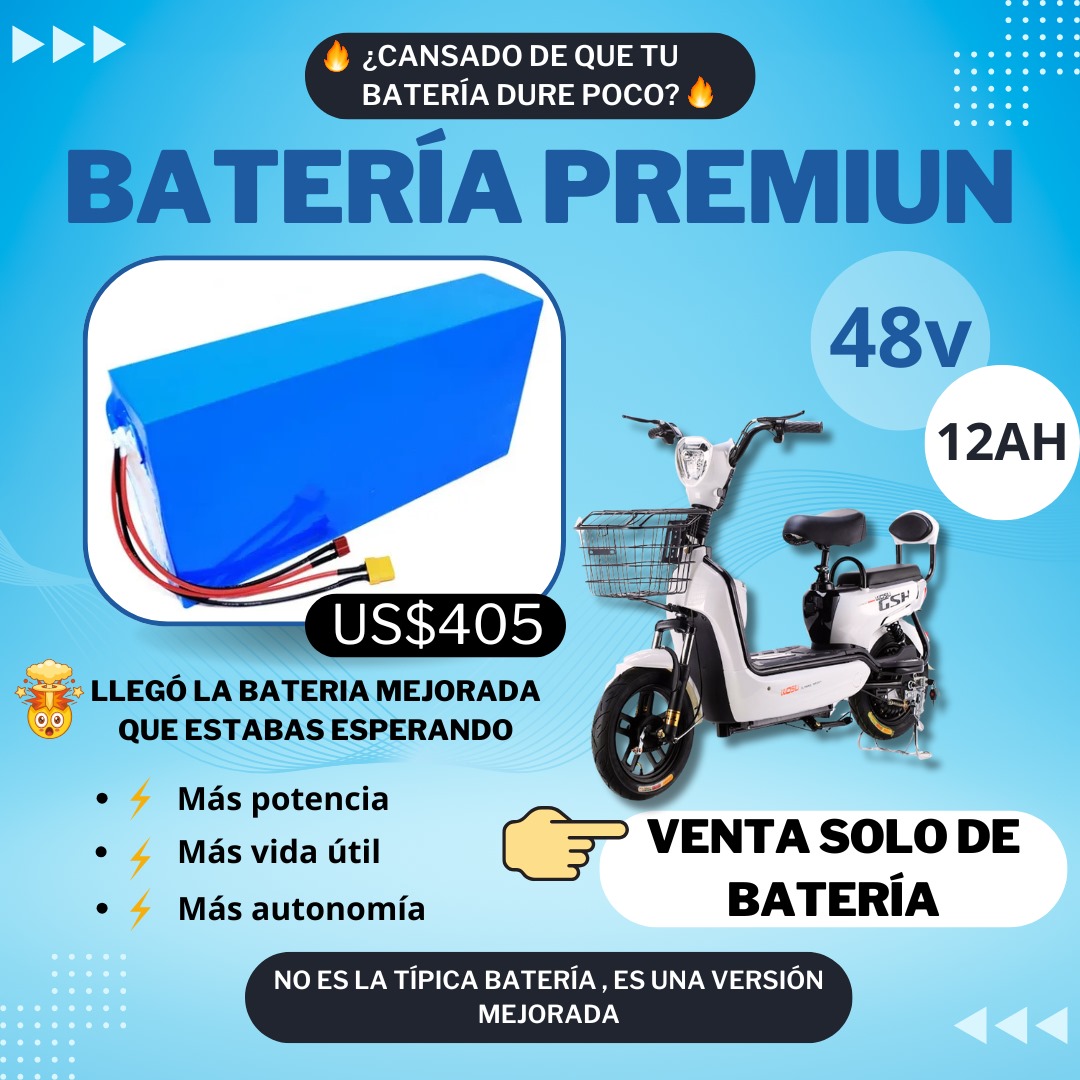 ¿CANSADO DE QUE TU
BATERÍA DURE POCO?
BATERÍA PREMIUN
48v
12AH
US$405
GSH
LLEGÓ LA BATERIA MEJORADA
QUE ESTABAS ESPERANDO
Más potencia
Más vida útil
Más autonomía
VENTA SOLO DE
BATERÍA
NO ES LA TÍPICA BATERÍA , ES UNA VERSIÓN
MEJORADA